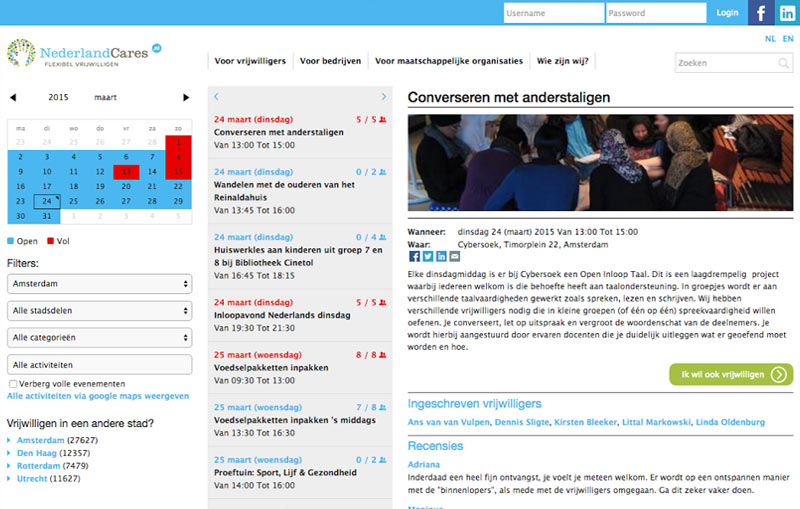 Username
Password
Login
NL EN
NederlandCares
.nl
FLEXIBEL VRIJWILLIGEN
Voor vrijwilligers
Voor bedrijven
Voor maatschappelijke organisaties
Wie zijn wij?
Zoeken
2015 maart
ma di wo do vr za zo
23 24 25 26 27 28 1
2 3 4 5 6 7 8
9 10 11 12 13 14 15
16 17 18 19 20 21 22
23 24 25 26 27 28 29
30 31 1 2 3 4 5
Open Vol
Filters:
Amsterdam
Alle stadsdelen
Alle categorieën
Alle activiteiten
Verberg volle evenementen
Alle activiteiten via google maps weergeven
Vrijwilligen in een andere stad?
Amsterdam (27627)
Den Haag (12357)
Rotterdam (7479)
Utrecht (11627)
24 maart (dinsdag) 5 / 5
Converseren met anderstaligen
Van 13:00 Tot 15:00
24 maart (dinsdag) 0 / 2
Wandelen met de ouderen van het
Reinaldahuis
Van 13:45 Tot 16:00
24 maart (dinsdag) 0 / 4
Huiswerkles aan kinderen uit groep 7 en
8 bij Bibliotheek Cinetol
Van 16:45 Tot 18:15
24 maart (dinsdag) 5 / 5
Inloopavond Nederlands dinsdag
Van 19:30 Tot 21:30
25 maart (woensdag) 8 / 8
Voedselpakketten inpakken
Van 09:30 Tot 13:00
25 maart (woensdag) 7 / 8
Voedselpakketten inpakken 's middags
Van 13:30 Tot 16:30
25 maart (woensdag) 0 / 2
Proeftuin: Sport, Lijf & Gezondheid
Van 14:00 Tot 16:00
Converseren met anderstaligen
Wanneer: dinsdag 24 (maart) 2015 Van 13:00 Tot 15:00
Waar: Cybersoek, Timorplein 22, Amsterdam
Elke dinsdagmiddag is er bij Cybersoek een Open Inloop Taal. Dit is een laagdrempelig project
waarbij iedereen welkom is die behoefte heeft aan taalondersteuning. In groepjes wordt er aan
verschillende taalvaardigheden gewerkt zoals spreken, lezen en schrijven. Wij hebben
verschillende vrijwilligers nodig die in kleine groepen (of één op één) spreekvaardigheid willen
oefenen. Je converseert, let op uitspraak en vergroot de woordenschat van de deelnemers. Je
wordt hierbij aangestuurd door ervaren docenten die je duidelijk uitleggen wat er geoefend moet
worden en hoe.
Ik wil ook vrijwilligen
Ingeschreven vrijwilligers
Ans van van Vulpen, Dennis Sligte, Kirsten Bleeker, Littal Markowski, Linda Oldenburg
Recensies
Adriana
Inderdaad een heel fijn ontvangst, je voelt je meteen welkom. Er wordt op een ontspannen manier
met de "binnenlopers", als mede met de vrijwilligers omgegaan. Ga dit zeker vaker doen.